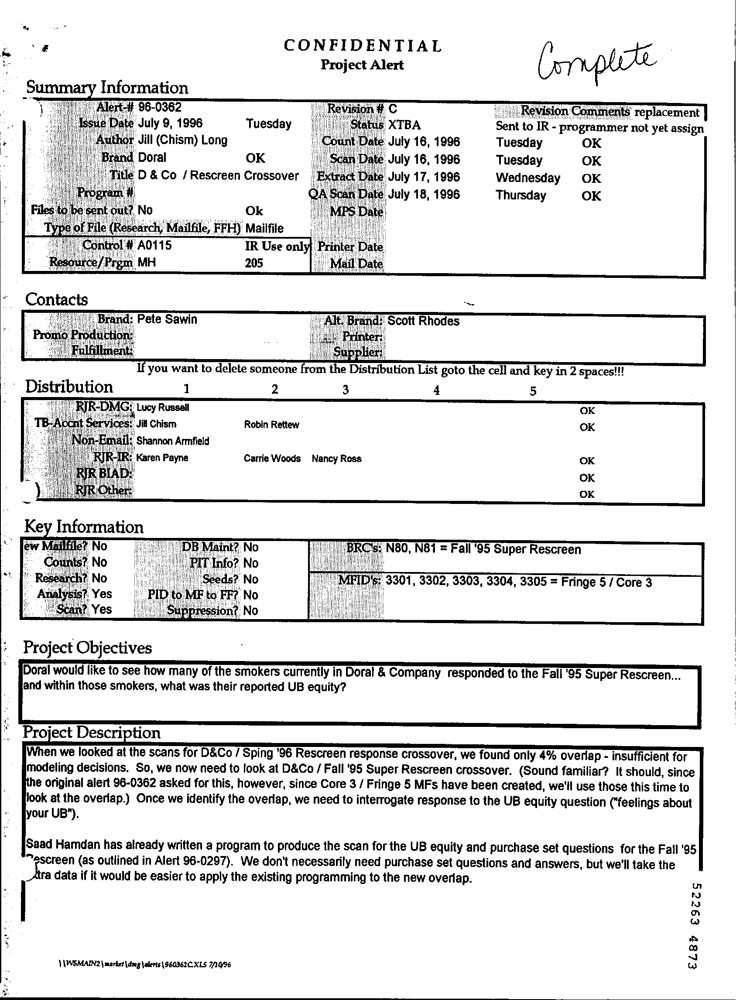 CONFIDENTIAL
Project Alert
Complete
Summary Information
Alert-# 96-0362 Revision # C Revision Comments replacement
Issue Date July 9, 1996 Tuesday Status XTBA Sent to IR - programmer not yet assign
Author Jill (Chism) Long Count Date July 16, 1996 Tuesday OK
Brand Doral OK Scan Date July 16, 1996 Tuesday OK
Title D & Co / Rescreen Crossover Extract Date July 17, 1996 Wednesday OK
Program # QA Scan Date July 18, 1996 Thursday OK
Files to be sent out? No Ok MPS Date
Type of File (Research, Mailfile, FFH) Mailfile
Control # A0115 IR Use only Printer Date
Resource/Prgm MH 205 Mail Date
Contacts
Brand: Pete Sawin Alt. Brand: Scott Rhodes
Promo Production: Printer:
Fulfillment: Supplier:
If you want to delete someone from the Distribution List goto the cell and key in 2 spaces!!!
Distribution 1 2 3 4 5
RJR-DMG: Lucy Russell OK
TB-Accnt Services: Jill Chism Robin Rettew OK
Non-Email: Shannon Armfield
RJR-IR: Karen Payne Carrie Woods Nancy Ross OK
RJR BIAD: OK
RJR Other: OK
Key Information
ew Mailfile? No DB Maint? No BRC's: N80, N81 = Fall '95 Super Rescreen
Counts? No PIT Info? No
Research? No Seeds? No MFID's: 3301, 3302, 3303, 3304, 3305 = Fringe 5 / Core 3
Analysis? Yes PID to MF to FF? No
Scan? Yes Suppression? No
Project Objectives
Doral would like to see how many of the smokers currently in Doral & Company responded to the Fall '95 Super Rescreen...
and within those smokers, what was their reported UB equity?
Project Description
When we looked at the scans for D&Co / Sping '96 Rescreen response crossover, we found only 4% overlap - insufficient for
modeling decisions. So, we now need to look at D&Co / Fall '95 Super Rescreen crossover. (Sound familiar? It should, since
the original alert 96-0362 asked for this, however, since Core 3 / Fringe 5 MFs have been created, we'll use those this time to
look at the overlap.) Once we identify the overlap, we need to interrogate response to the UB equity question ("feelings about
your UB").
Saad Hamdan has already written a program to produce the scan for the UB equity and purchase set questions for the Fall '95
Rescreen (as outlined in Alert 96-0297). We don't necessarily need purchase set questions and answers, but we'll take the
xtra data if it would be easier to apply the existing programming to the new overlap.
52263 4873
\\WSMAIN2\market\dmg\alerts\960362C.XLS 7/10/96